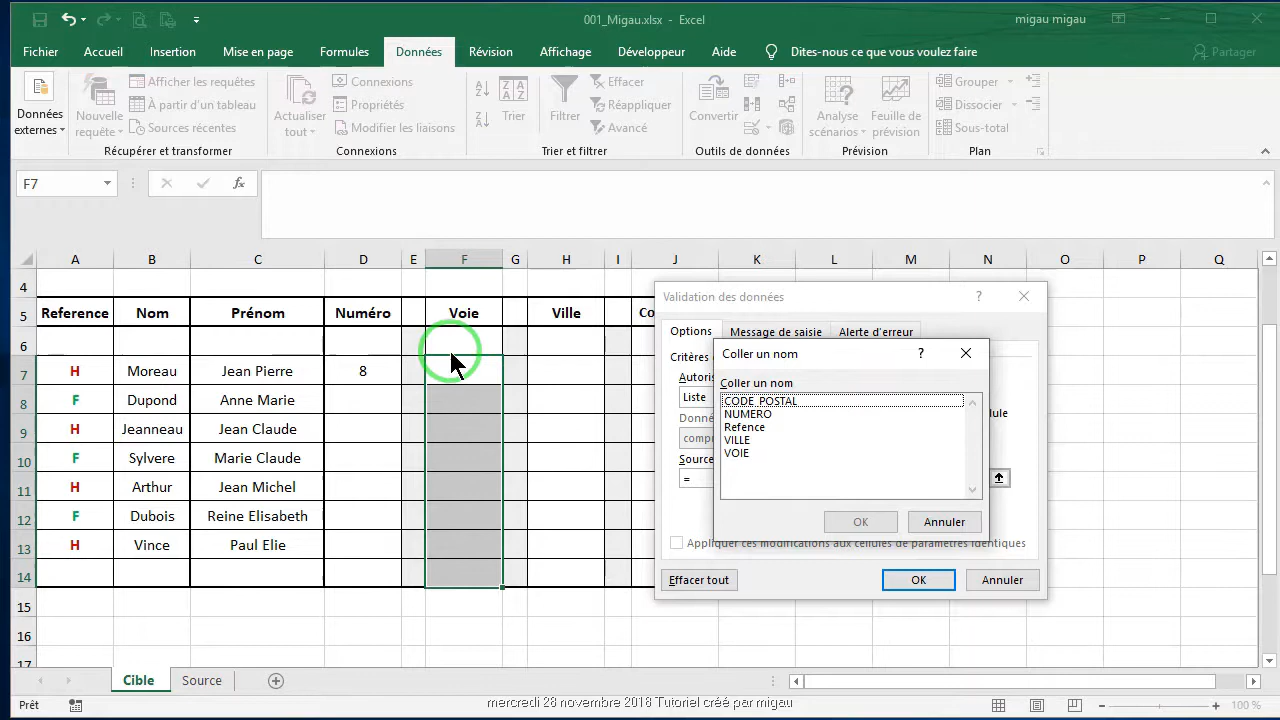 001_Migau.xlsx - Excel
migau migau
Fichier Accueil Insertion Mise en page Formules Données Révision Affichage Développeur Aide Dites-nous ce que vous voulez faire Partager
Données externes
Nouvelle requête
Afficher les requêtes
À partir d'un tableau
Sources récentes
Récupérer et transformer
Actualiser tout
Connexions
Propriétés
Modifier les liaisons
Connexions
Trier
Filtrer
Effacer
Réappliquer
Avancé
Trier et filtrer
Convertir
Outils de données
Analyse scénarios
Feuille de prévision
Prévision
Grouper
Dissocier
Sous-total
Plan
F7
fx
A B C D E F G H I J K L M N O P Q
4
5 Reference Nom Prénom Numéro Voie Ville Co
6
7 H Moreau Jean Pierre 8
8 F Dupond Anne Marie
9 H Jeanneau Jean Claude
10 F Sylvere Marie Claude
11 H Arthur Jean Michel
12 F Dubois Reine Elisabeth
13 H Vince Paul Elie
14
15
16
17
Validation des données ?
Options Message de saisie Alerte d'erreur
Critères
Autoris
Liste
Donné
compr
Source
=
Appliquer ces modifications aux cellules de paramètres identiques
Effacer tout OK Annuler
Coller un nom ?
Coller un nom
CODE_POSTAL
NUMERO
Refence
VILLE
VOIE
OK Annuler
Cible Source
Prêt
mercredi 28 novembre 2018 Tutoriel créé par migau
100 %